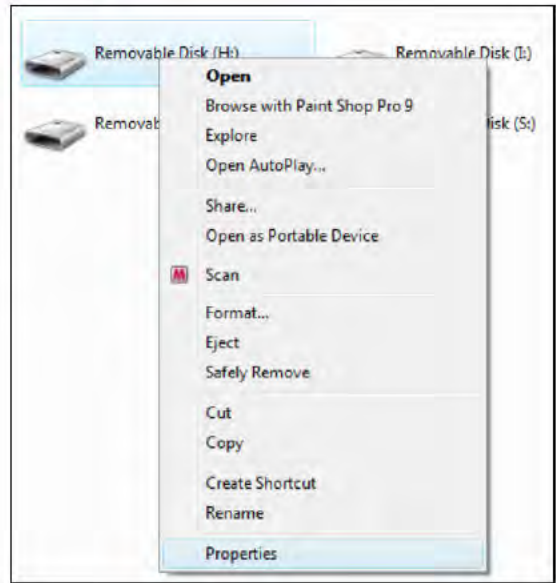 Removable Disk (H:)
Removable Disk (I:)
Open
Browse with Paint Shop Pro 9
Removab
isk (S:)
Explore
Open AutoPlay...
Share...
Open as Portable Device
M Scan
Format...
Eject
Safely Remove
Cut
Copy
Create Shortcut
Rename
Properties